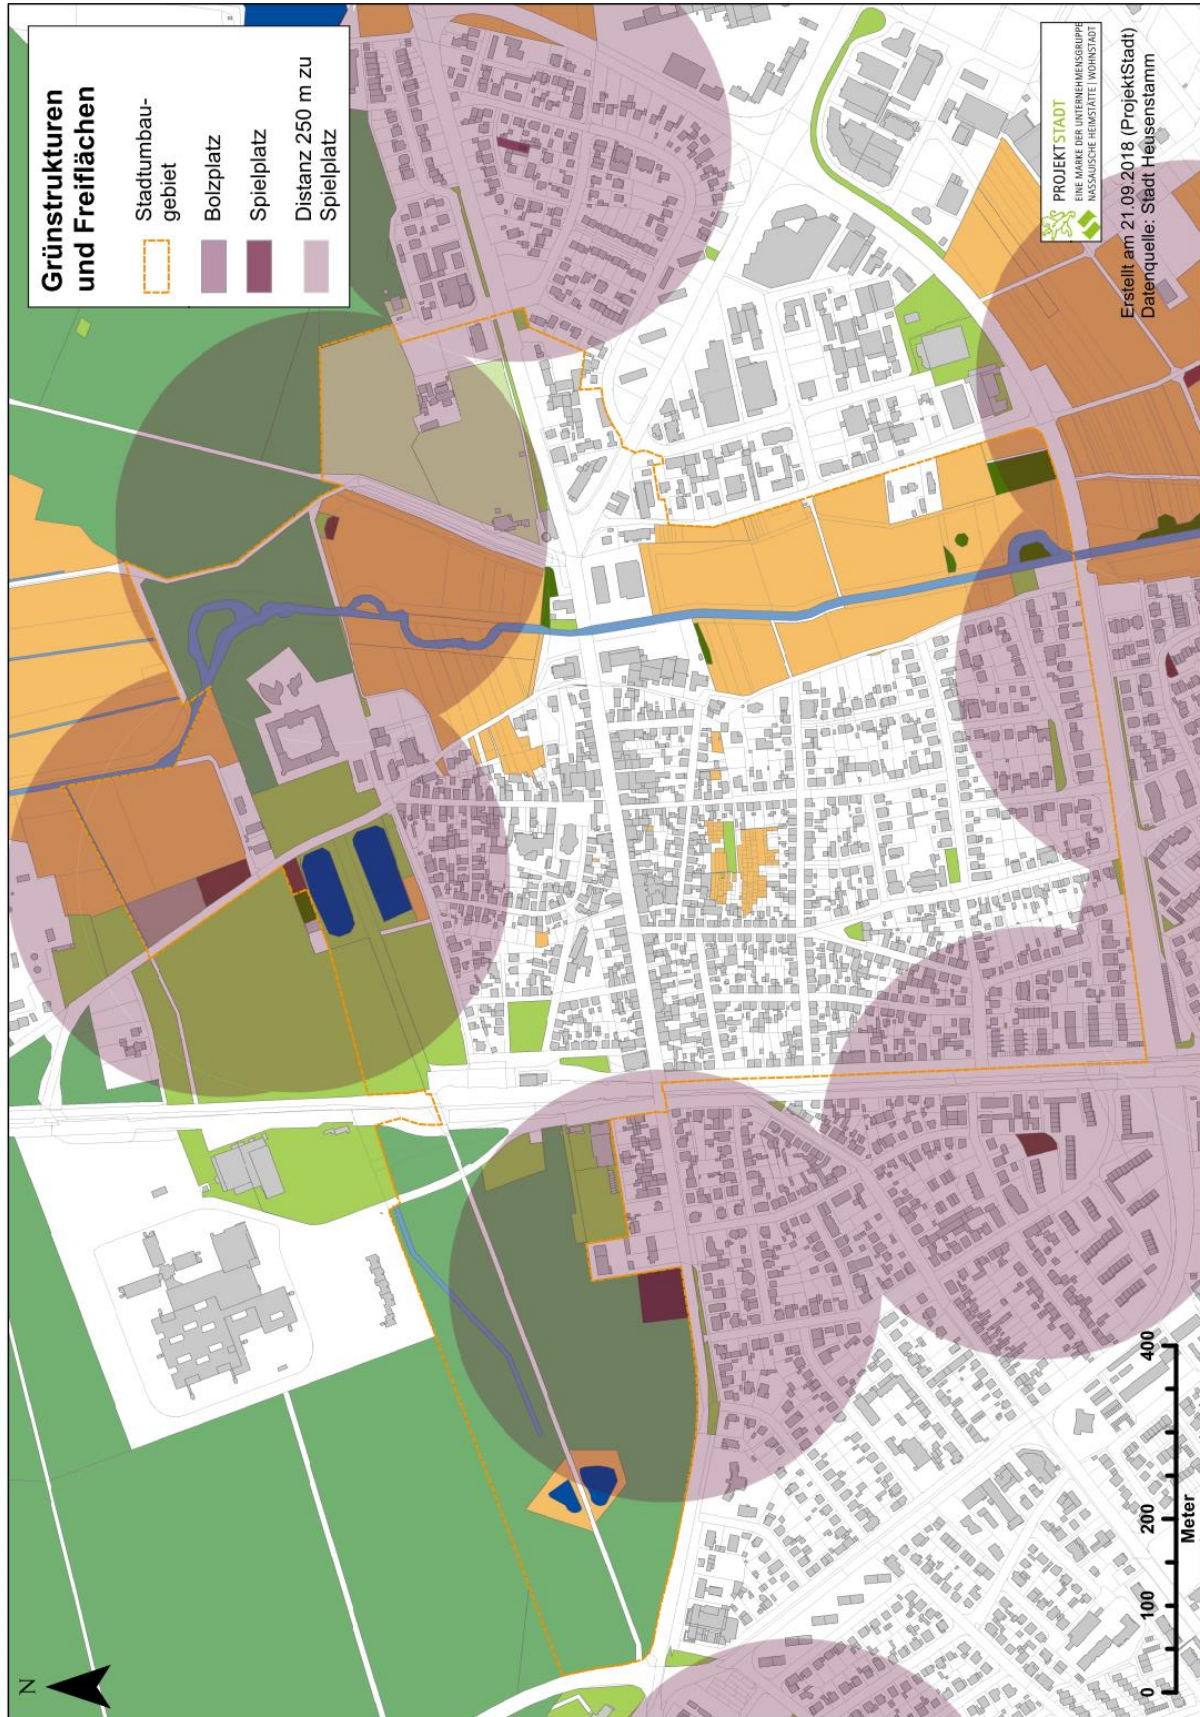 Grünstrukturen
und Freiflächen
Stadtumbau-
gebiet
Bolzplatz
Spielplatz
Distanz 250 m zu
Spielplatz
N
PROJEKTSTADT
EINE MARKE DER UNTERNEHMENSGRUPPE
NASSAUISCHE HEIMSTÄTTE | WOHNSTADT
Erstellt am 21.09.2018 (ProjektStadt)
Datenquelle: Stadt Heusenstamm
0 100 200 400
Meter